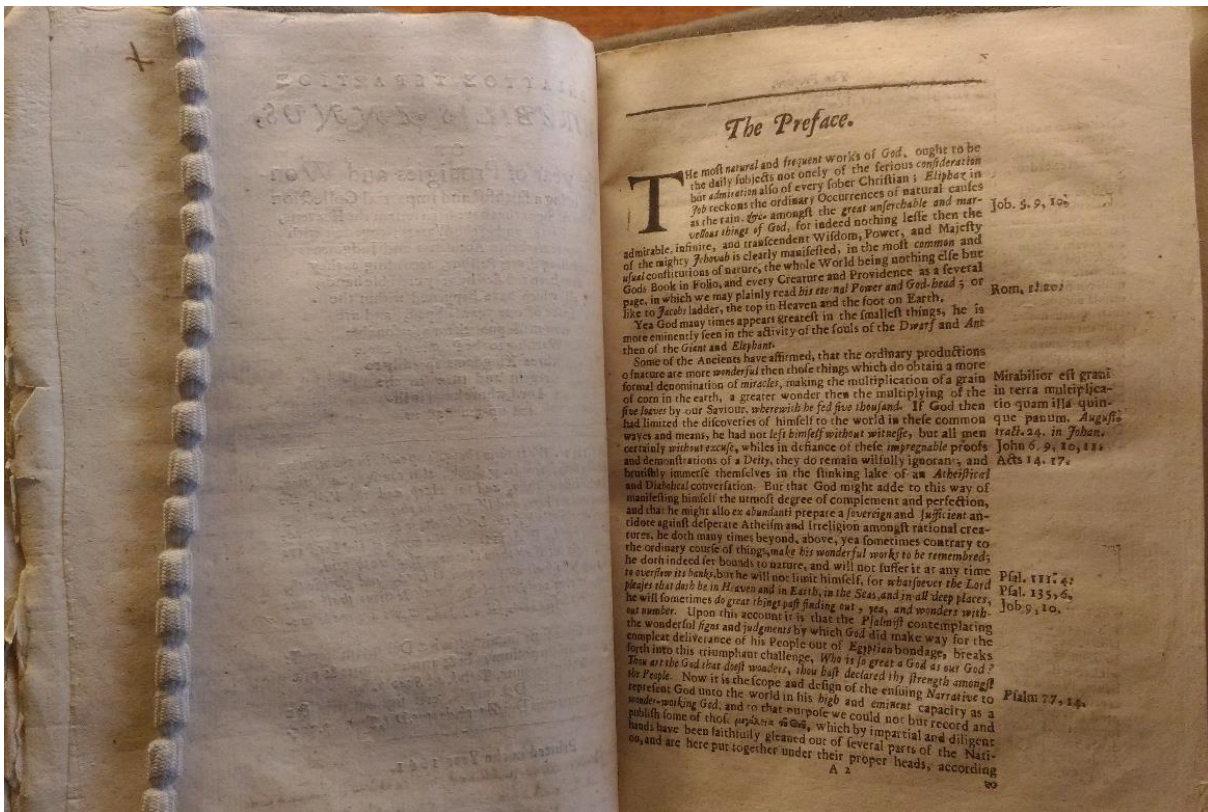 The Preface.
THe most natural and frequent works of God, ought to be
the daily subjects not onely of the serious consideration
but admiration also of every sober Christian; Eliphaz in
Job reckons the ordinary Occurrences of natural causes
as the rain, &c. amongst the great unserchable and mar-
vellous things of God, for indeed nothing lesse then the
admirable, infinite, and transcendent Wisdom, Power, and Majesty
of the mighty Jehovah is clearly manifested, in the most common and
usual constitutions of nature, the whole World being nothing else but
Gods Book in Folio, and every Creature and Providence as a several
page, in which we may plainly read his eternal Power and God-head; or
like to Jacobs ladder, the top in Heaven and the foot on Earth.
Yea God many times appears greatest in the smallest things, he is
more eminently seen in the activity of the souls of the Dwarf and Ant
then of the Giant and Elephant.
Some of the Ancients have affirmed, that the ordinary productions
of nature are more wonderful then those things which do obtain a more
formal denomination of miracles, making the multiplication of a grain
of corn in the earth, a greater wonder then the multiplying of the
five loaves by our Saviour, wherewith he fed five thousand. If God then
had limited the discoveries of himself to the world in these common
wayes and means, he had not left himself without witnesse, but all men
certainly without excuse, whiles in defiance of these impregnable proofs
and demonstrations of a Deity, they do remain wilfully ignorant, and
brutishly immerse themselves in the stinking lake of an Atheistical
and Diabolical conversation. But that God might adde to this way of
manifesting himself the utmost degree of complement and perfection,
and that he might also ex abundanti prepare a sovereign and sufficient an-
tidote against desperate Atheism and Irreligion amongst rational crea-
tures, he doth many times beyond, above, yea sometimes contrary to
the ordinary course of things, make his wonderful works to be remembred;
he doth indeed set bounds to nature, and will not suffer it at any time
to overflow its banks, but he will not limit himself, for whatsoever the Lord
pleases that doth he in Heaven and in Earth, in the Seas, and in all deep places,
he will sometimes do great things past finding out, yea, and wonders with-
out number. Upon this account it is that the Psalmist contemplating
the wonderful signs and judgments by which God did make way for the
compleat deliverance of his People out of Egyptian bondage, breaks
forth into this triumphant challenge, Who is so great a God as our God?
Thou art the God that doest wonders, thou hast declared thy strength amongst
the People. Now it is the scope and design of the ensuing Narrative to
represent God unto the world in his high and eminent capacity as a
wonder-working God, and to that purpose we could not but record and
publish some of those, which by impartial and diligent
hands have been faithfully gleaned out of several parts of the Nati-
on, and are here put together under their proper heads, according
A 2
to
Job. 5. 9, 10.
Rom. 1. 20.
Mirabilior est grani
in terra multiplica-
tio quam illa quin-
que panum. August.
tract. 24. in Johan.
John 6. 9, 10, 11.
Acts 14. 17.
Psal. 111. 4.
Psal. 135, 6,
Job 9, 10.
Psalm 77, 14.